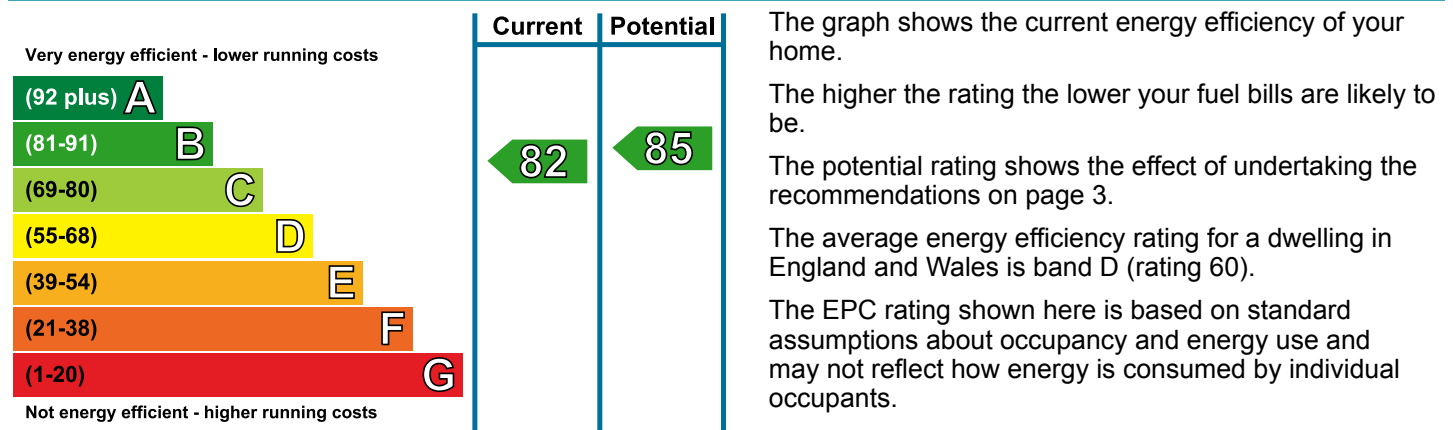 Current Potential
Very energy efficient - lower running costs
(92 plus) A
(81-91) B
(69-80) C
(55-68) D
(39-54) E
(21-38) F
(1-20) G
Not energy efficient - higher running costs
82
85
The graph shows the current energy efficiency of your
home.
The higher the rating the lower your fuel bills are likely to
be.
The potential rating shows the effect of undertaking the
recommendations on page 3.
The average energy efficiency rating for a dwelling in
England and Wales is band D (rating 60).
The EPC rating shown here is based on standard
assumptions about occupancy and energy use and
may not reflect how energy is consumed by individual
occupants.